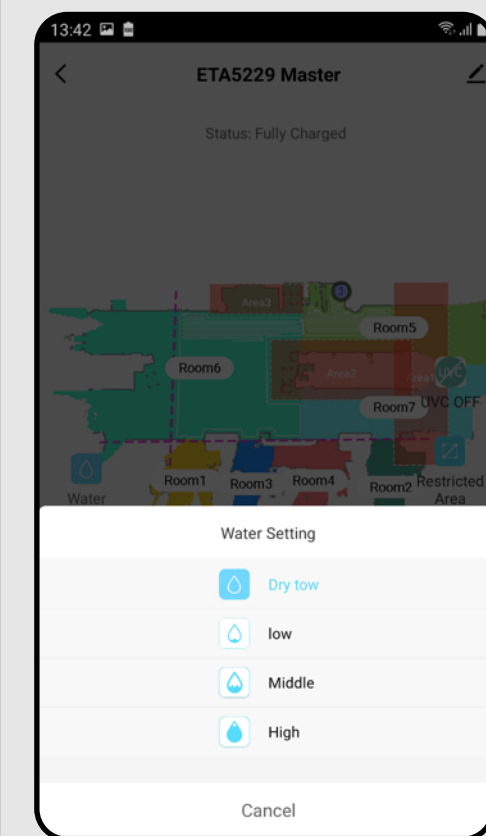 13:42
ETA5229 Master
Status: Fully Charged
Area3
Room5
Room6
Area2
Area1
UVC
Room7
UVC OFF
Room1
Room3
Room4
Room2
Restricted
Area
Water
Water Setting
Dry tow
low
Middle
High
Cancel